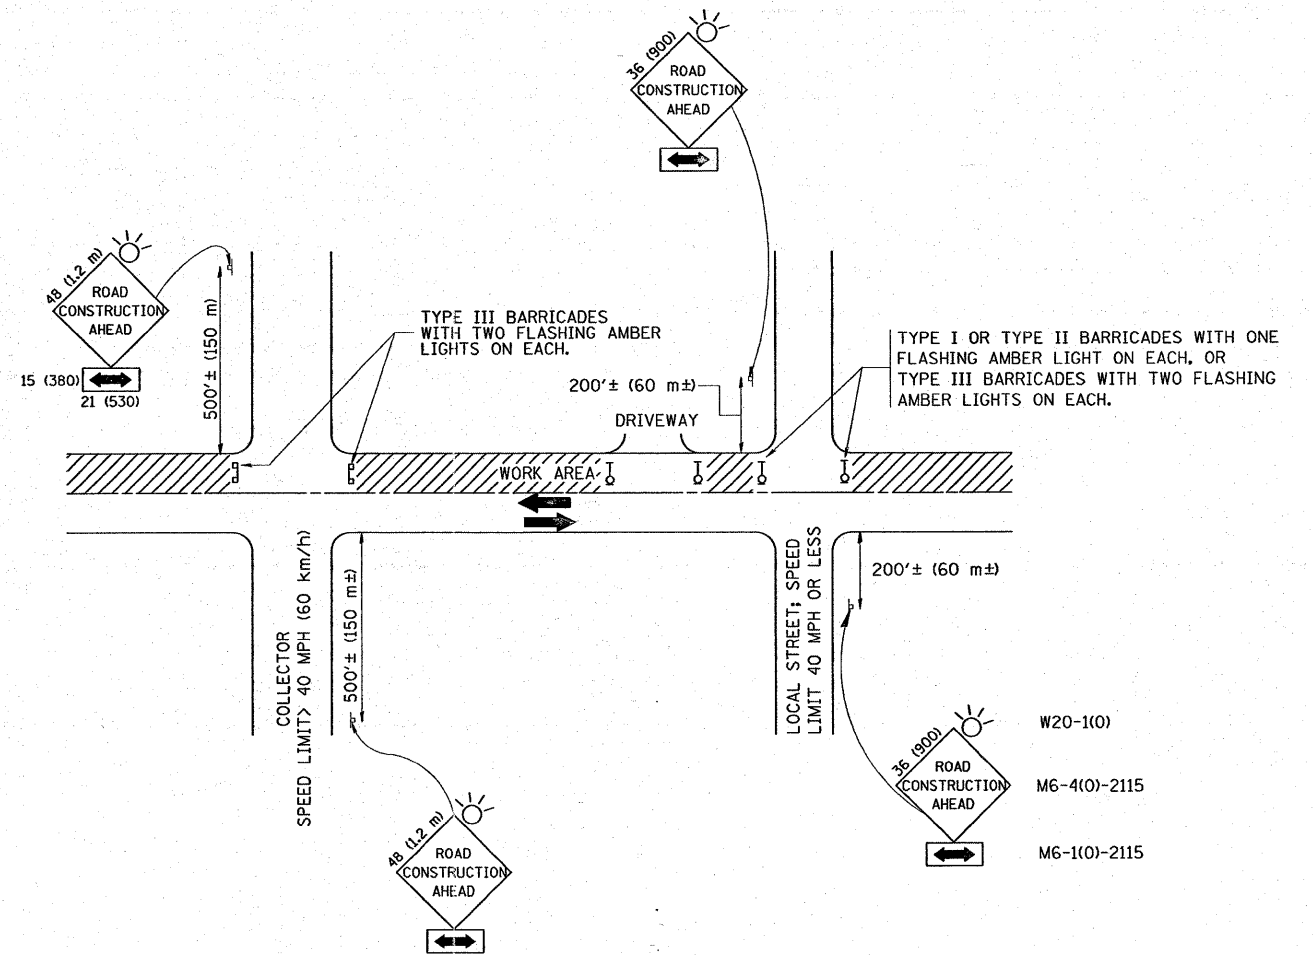 36 (900)
ROAD
CONSTRUCTION
AHEAD
48 (1.2 m)
ROAD
CONSTRUCTION
AHEAD
15 (380)
21 (530)
500'± (150 m)
TYPE III BARRICADES
WITH TWO FLASHING AMBER
LIGHTS ON EACH.
200'± (60 m±)
DRIVEWAY
TYPE I OR TYPE II BARRICADES WITH ONE
FLASHING AMBER LIGHT ON EACH. OR
TYPE III BARRICADES WITH TWO FLASHING
AMBER LIGHTS ON EACH.
WORK AREA
COLLECTOR
SPEED LIMIT> 40 MPH (60 km/h)
500'± (150 m±)
LOCAL STREET; SPEED
LIMIT 40 MPH OR LESS
200'± (60 m±)
48 (1.2 m)
ROAD
CONSTRUCTION
AHEAD
36 (900)
ROAD
CONSTRUCTION
AHEAD
W20-1(O)
M6-4(O)-2115
M6-1(O)-2115